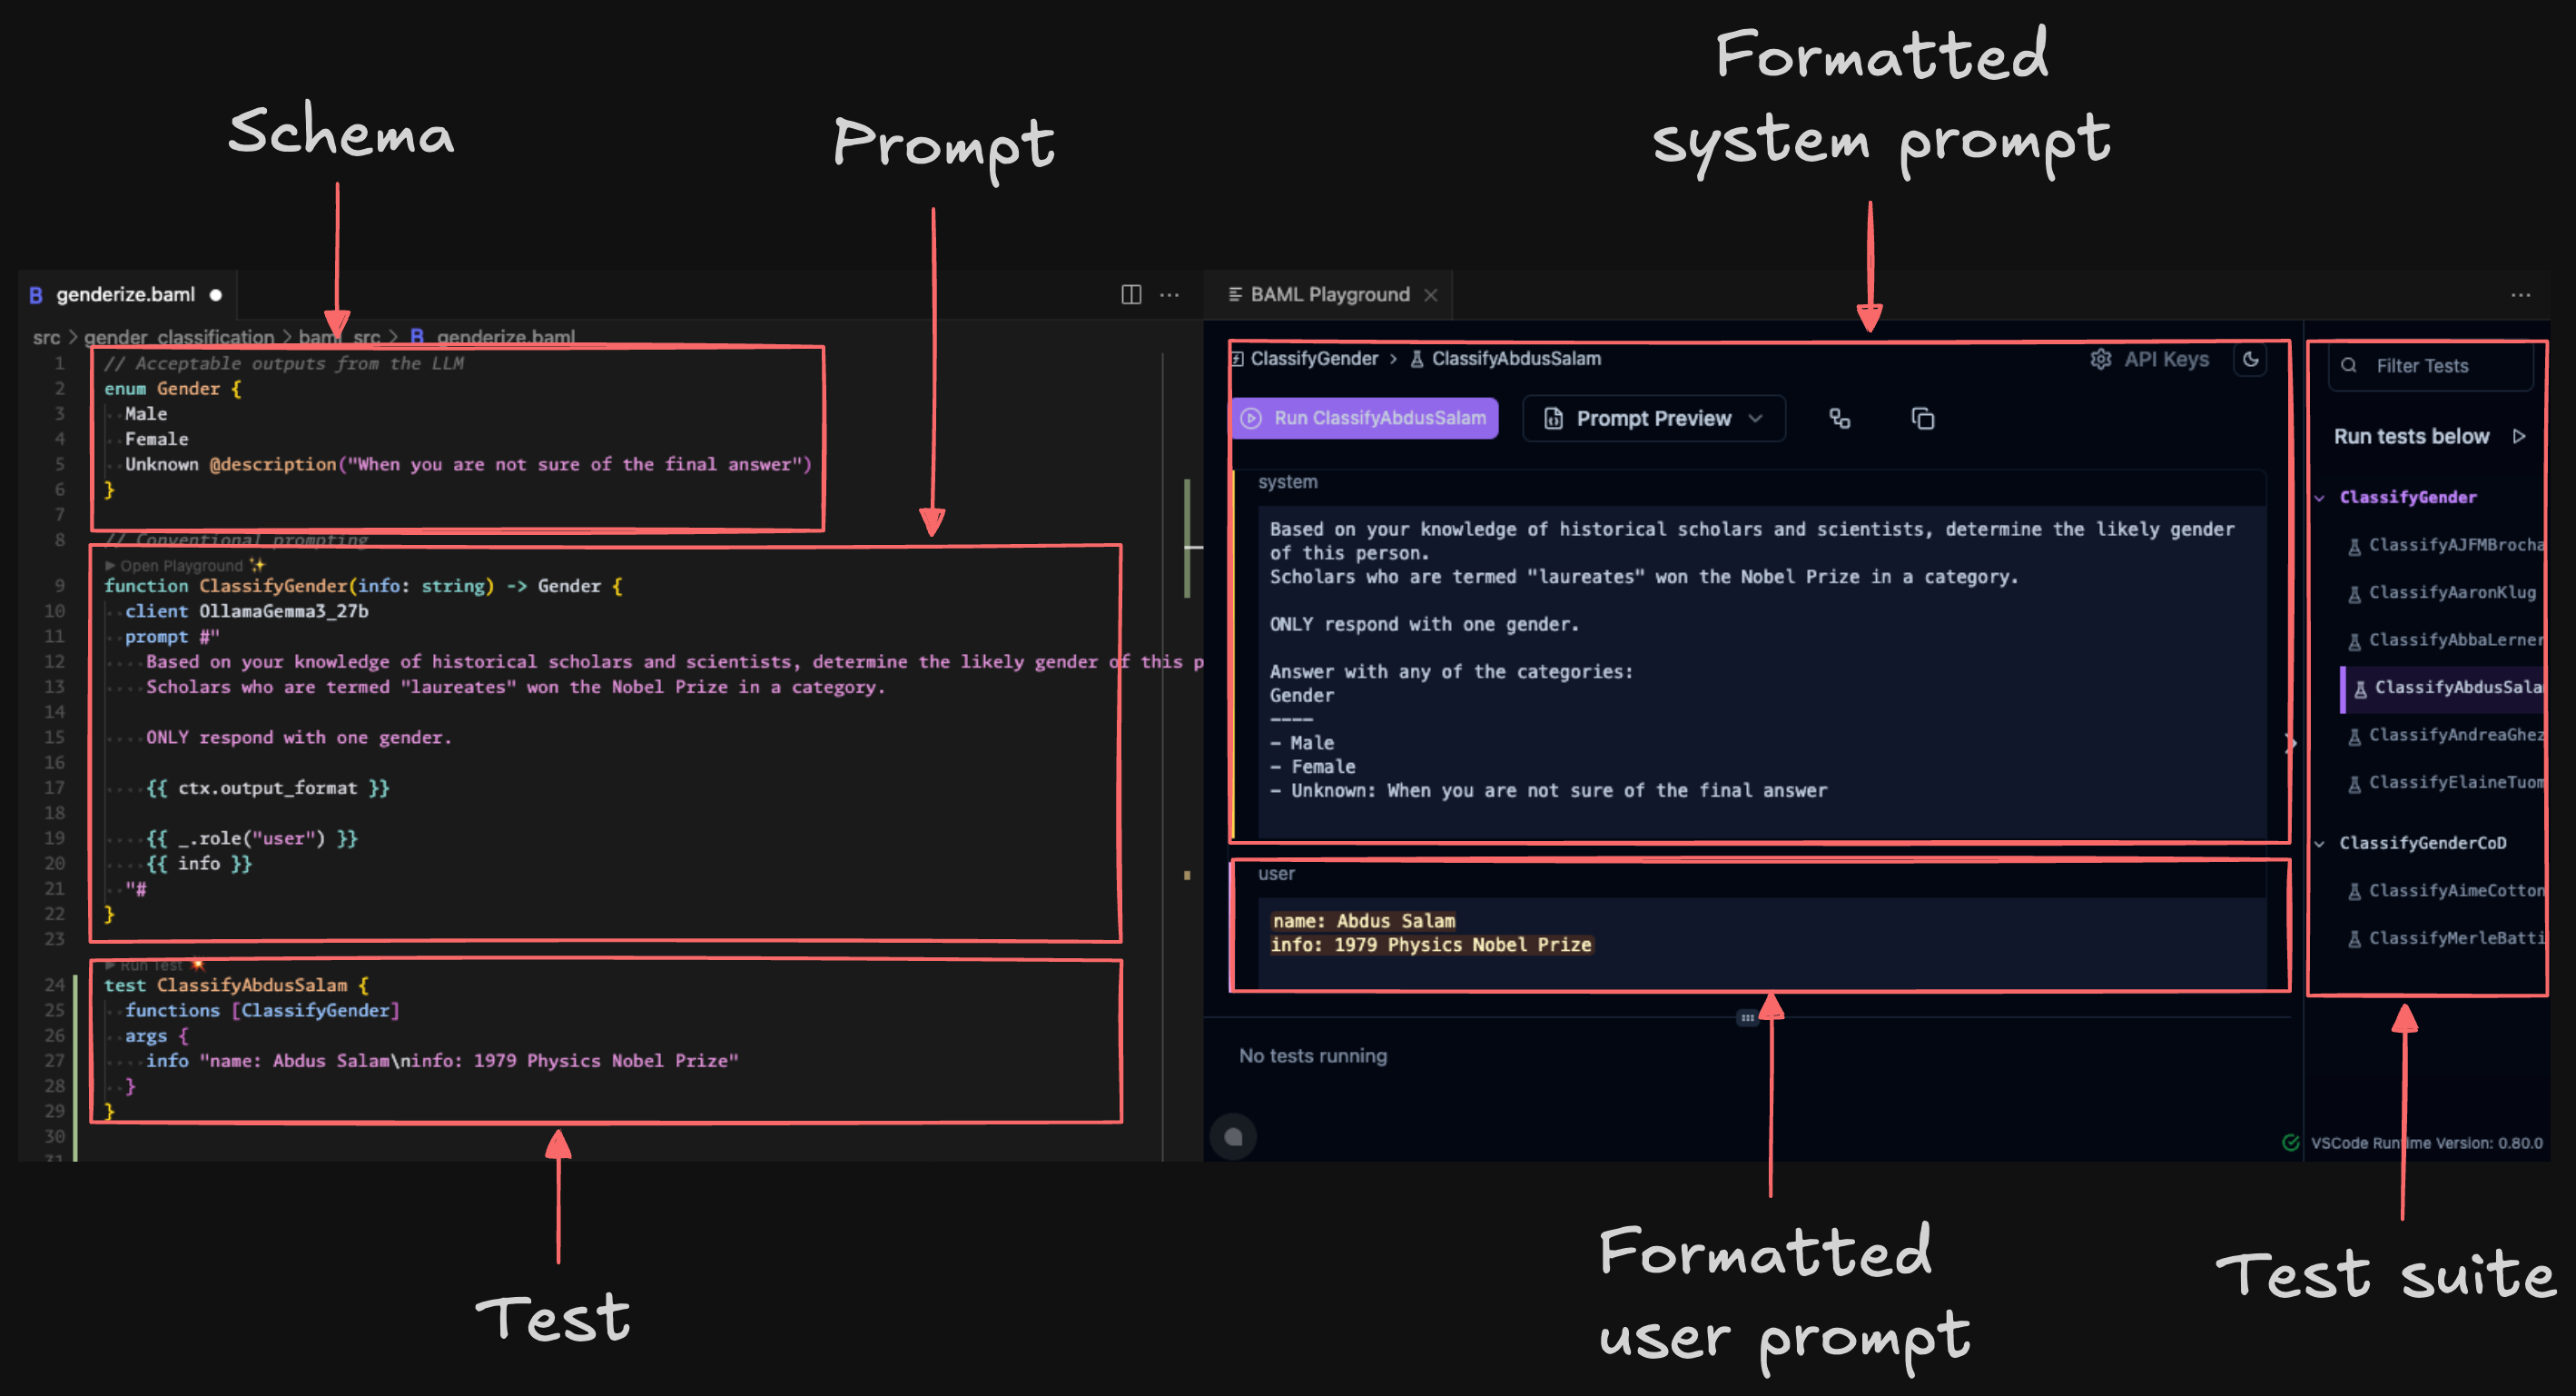 Schema
Prompt
Formatted
system prompt
genderize.baml
src > gender_classification > baml_src > genderize.baml
1 // Acceptable outputs from the LLM
2 enum Gender {
3 Male
4 Female
5 Unknown @description("When you are not sure of the final answer")
6 }
7
8 // Conventional prompting
Open Playground
9 function ClassifyGender(info: string) -> Gender {
10 client OllamaGemma3_27b
11 prompt #"
12 Based on your knowledge of historical scholars and scientists, determine the likely gender of this p
13 Scholars who are termed "laureates" won the Nobel Prize in a category.
14
15 ONLY respond with one gender.
16
17 {{ ctx.output_format }}
18
19 {{ _.role("user") }}
20 {{ info }}
21 "#
22 }
23
Run Test
24 test ClassifyAbdusSalam {
25 functions [ClassifyGender]
26 args {
27 info "name: Abdus Salam\ninfo: 1979 Physics Nobel Prize"
28 }
29 }
30
31
Test
BAML Playground
ClassifyGender > ClassifyAbdusSalam
API Keys
Run ClassifyAbdusSalam
Prompt Preview
system
Based on your knowledge of historical scholars and scientists, determine the likely gender
of this person.
Scholars who are termed "laureates" won the Nobel Prize in a category.
ONLY respond with one gender.
Answer with any of the categories:
Gender
----
- Male
- Female
- Unknown: When you are not sure of the final answer
user
name: Abdus Salam
info: 1979 Physics Nobel Prize
No tests running
Formatted
user prompt
Filter Tests
Run tests below
ClassifyGender
ClassifyAJFMBrocha
ClassifyAaronKlug
ClassifyAbbaLerner
ClassifyAbdusSala
ClassifyAndreaGhez
ClassifyElaineTuom
ClassifyGenderCoD
ClassifyAimeCotton
ClassifyMerleBatti
VSCode Runtime Version: 0.80.0
Test suite